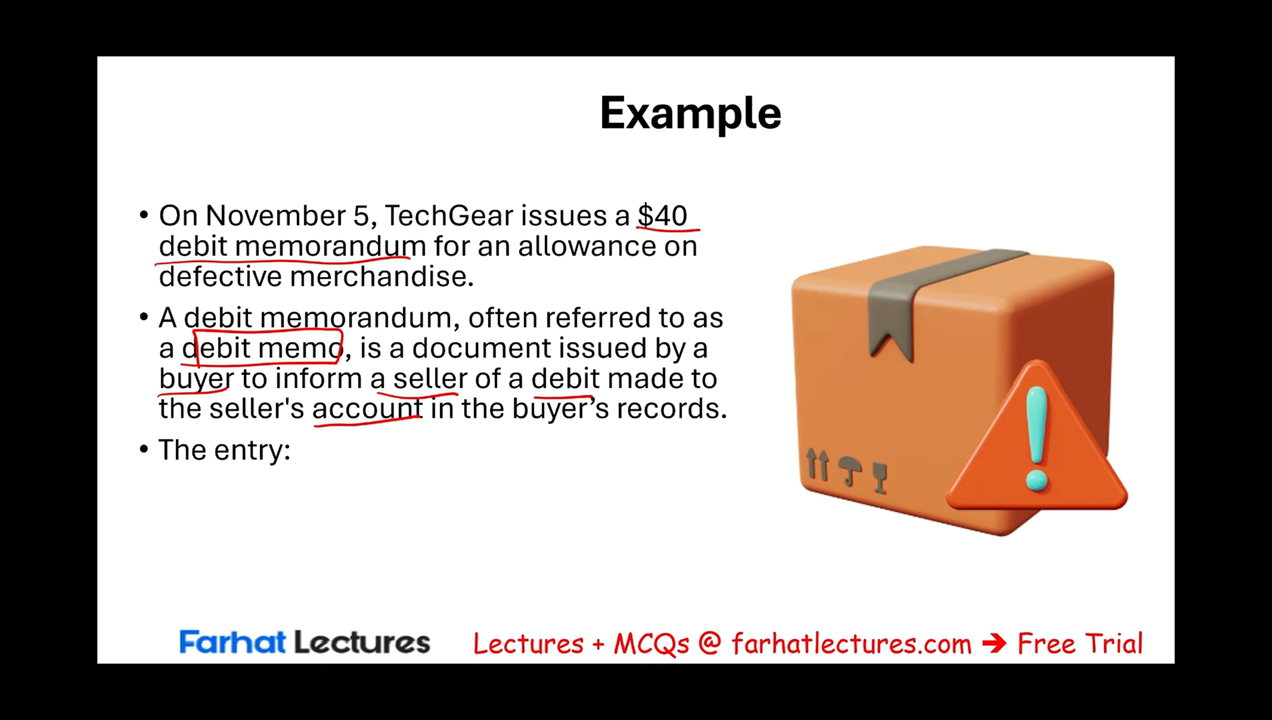 Example
• On November 5, TechGear issues a $40
debit memorandum for an allowance on
defective merchandise.
• A debit memorandum, often referred to as
a debit memo, is a document issued by a
buyer to inform a seller of a debit made to
the seller's account in the buyer’s records.
• The entry:
Farhat Lectures
Lectures + MCQs @ farhatlectures.com ➔ Free Trial